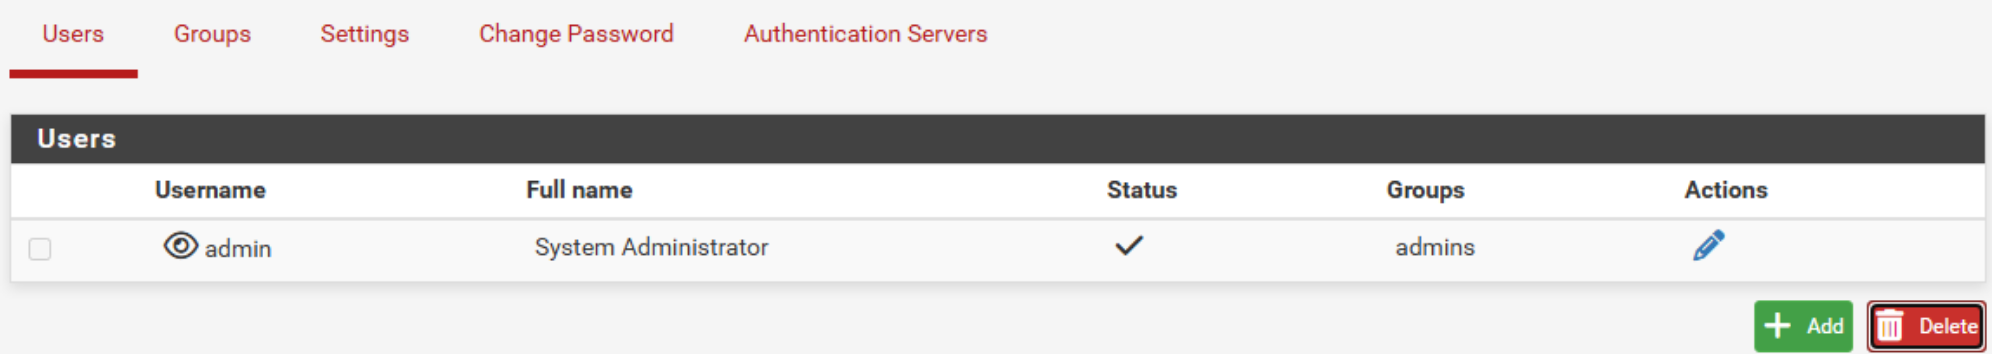 Users Groups Settings Change Password Authentication Servers
Users
Username Full name Status Groups Actions
admin System Administrator admins
Add Delete